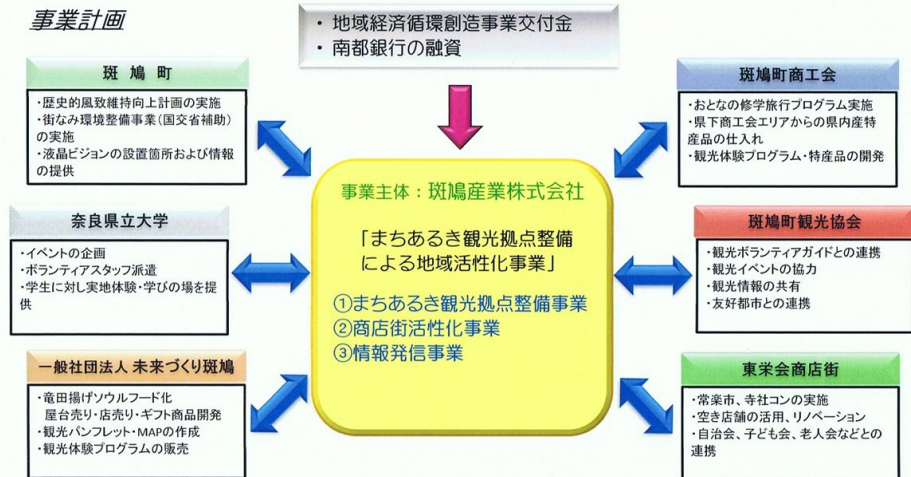 事業計画
・ 地域経済循環創造事業交付金
・ 南都銀行の融資
斑 鳩 町
・歴史的風致維持向上計画の実施
・街なみ環境整備事業(国交省補助)
の実施
・液晶ビジョンの設置箇所および情報
の提供
奈良県立大学
・イベントの企画
・ボランティアスタッフ派遣
・学生に対し実地体験・学びの場を提
供
一般社団法人 未来づくり斑鳩
・竜田揚げソウルフード化
屋台売り・店売り・ギフト商品開発
・観光パンフレット・MAPの作成
・観光体験プログラムの販売
事業主体:斑鳩産業株式会社
「まちあるき観光拠点整備
による地域活性化事業」
①まちあるき観光拠点整備事業
②商店街活性化事業
③情報発信事業
斑鳩町商工会
・おとなの修学旅行プログラム実施
・県下商工会エリアからの県内産特
産品の仕入れ
・観光体験プログラム・特産品の開発
斑鳩町観光協会
・観光ボランティアガイドとの連携
・観光イベントの協力
・観光情報の共有
・友好都市との連携
東栄会商店街
・常楽市、寺社コンの実施
・空き店舗の活用、リノベーション
・自治会、子ども会、老人会などとの
連携